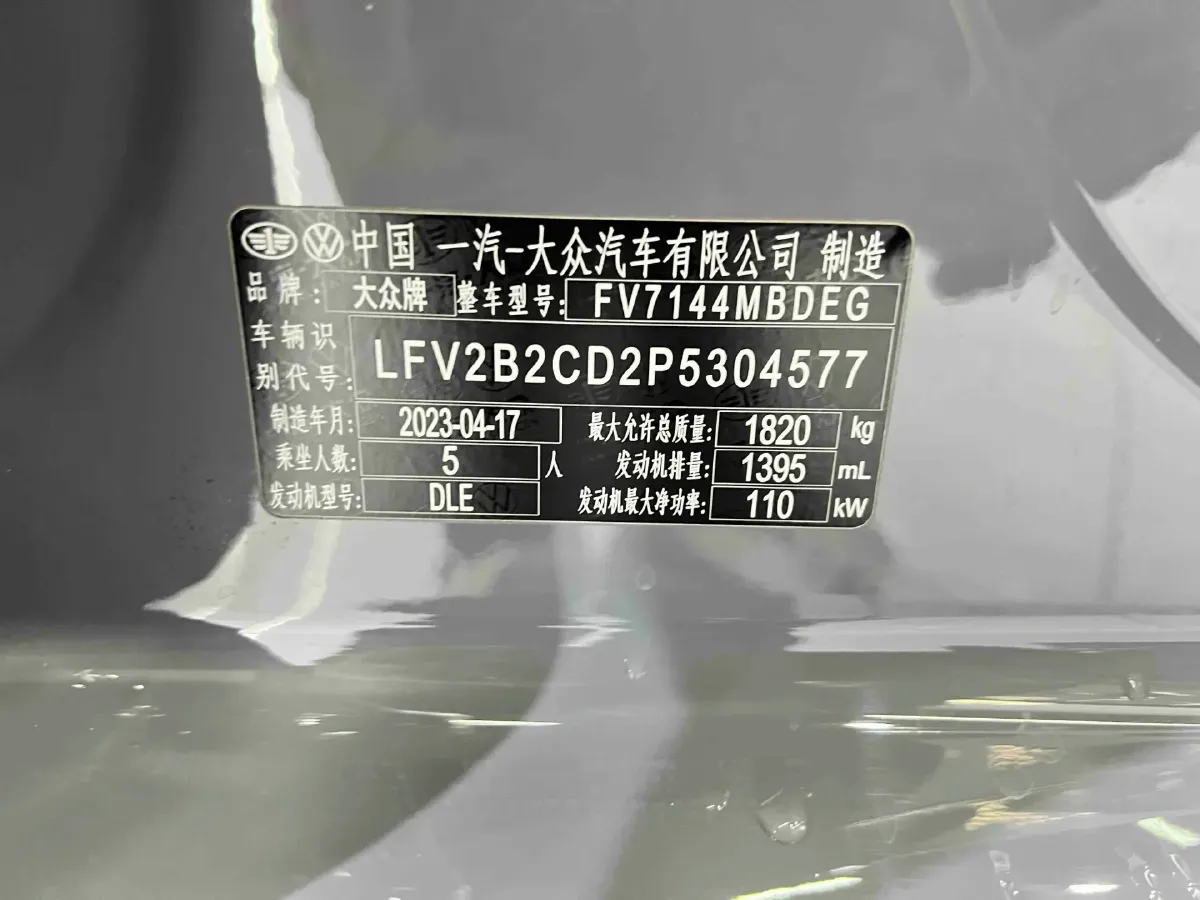 中国 一汽-大众汽车有限公司 制造
品牌: 大众牌 整车型号: FV7144MBDEG
车辆识别代号: LFV2B2CD2P5304577
制造年月: 2023-04-17 最大允许总质量: 1820 kg
乘坐人数: 5 人 发动机排量: 1395 mL
发动机型号: DLE 发动机最大净功率: 110 kW